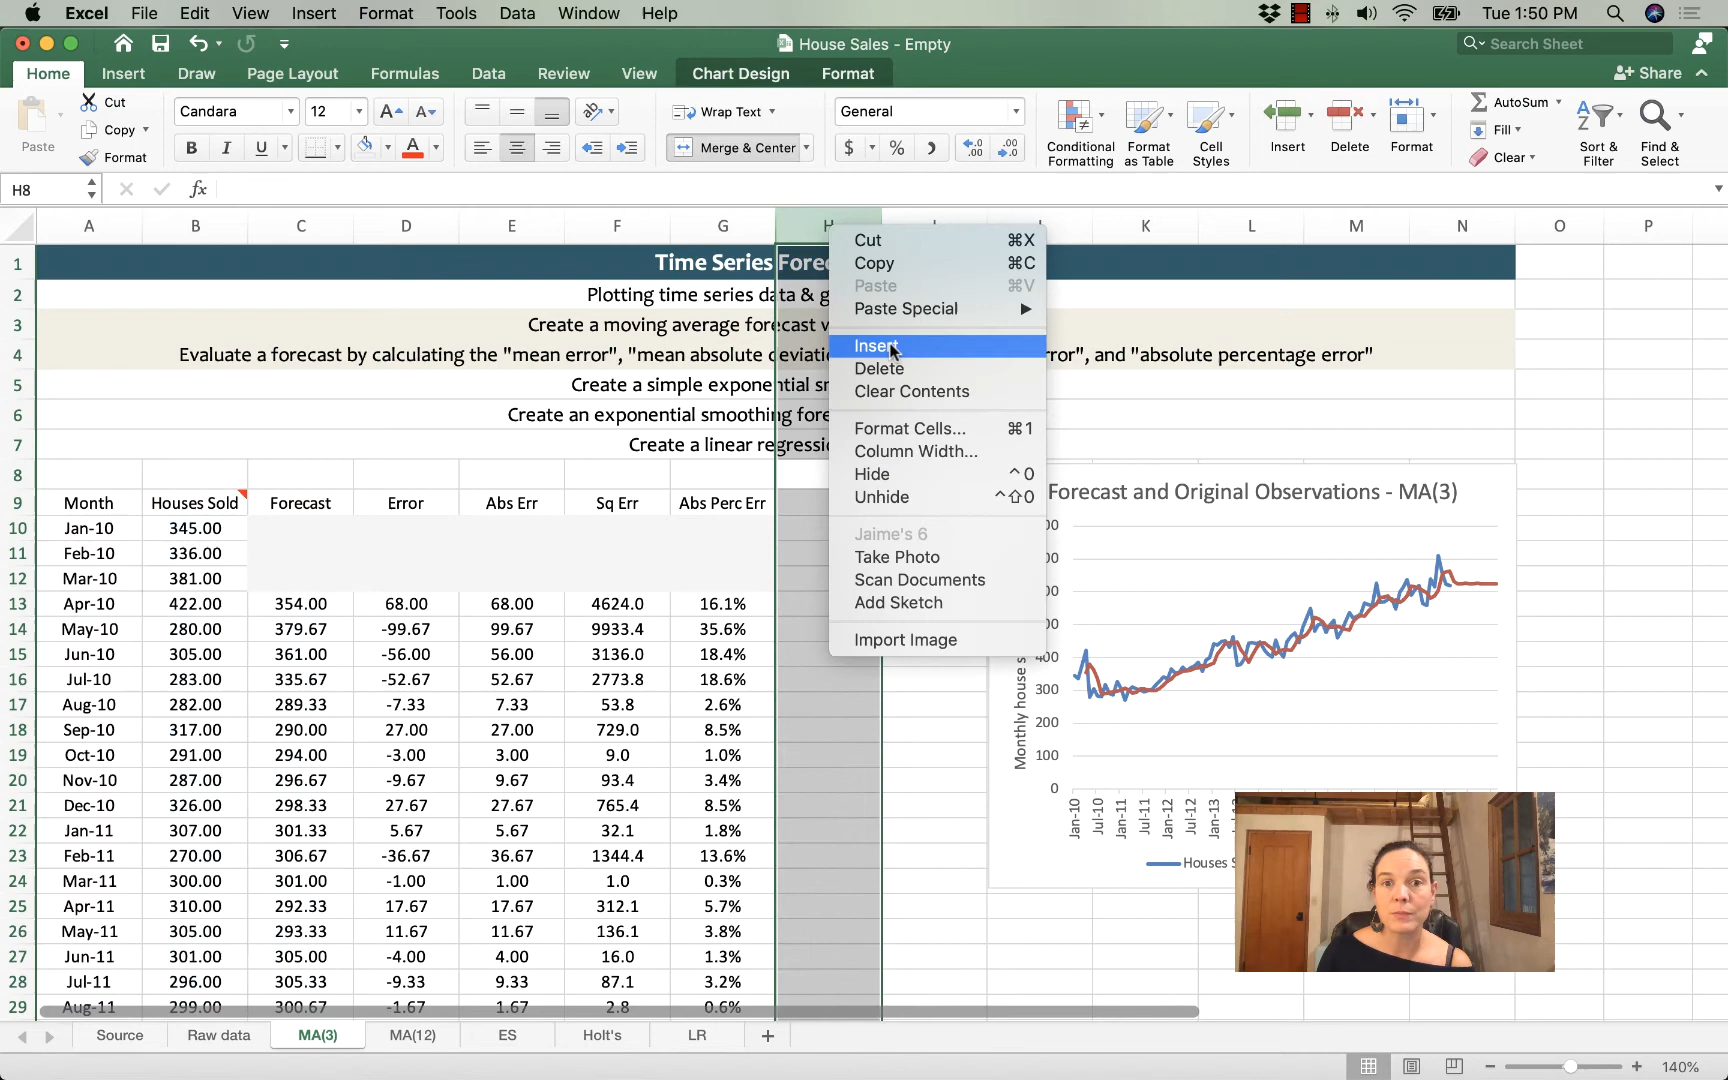 Excel File Edit View Insert Format Tools Data Window Help Tue 1:50 PM
House Sales - Empty Search Sheet
Home Insert Draw Page Layout Formulas Data Review View Chart Design Format Share
Paste Cut Copy Format
Candara 12
Wrap Text
Merge & Center
General
$ % )
Conditional Formatting
Format as Table
Cell Styles
Insert Delete Format
AutoSum
Fill
Clear
Sort & Filter
Find & Select
H8 fx
A B C D E F G H J K L M N O P
1 Time Series Forec
2 Plotting time series data & g
3 Create a moving average forecast v
4 Evaluate a forecast by calculating the "mean error", "mean absolute deviati ror", and "absolute percentage error"
5 Create a simple exponential sn
6 Create an exponential smoothing fore
7 Create a linear regressio
8
9 Month Houses Sold Forecast Error Abs Err Sq Err Abs Perc Err
10 Jan-10 345.00
11 Feb-10 336.00
12 Mar-10 381.00
13 Apr-10 422.00 354.00 68.00 68.00 4624.0 16.1%
14 May-10 280.00 379.67 -99.67 99.67 9933.4 35.6%
15 Jun-10 305.00 361.00 -56.00 56.00 3136.0 18.4%
16 Jul-10 283.00 335.67 -52.67 52.67 2773.8 18.6%
17 Aug-10 282.00 289.33 -7.33 7.33 53.8 2.6%
18 Sep-10 317.00 290.00 27.00 27.00 729.0 8.5%
19 Oct-10 291.00 294.00 -3.00 3.00 9.0 1.0%
20 Nov-10 287.00 296.67 -9.67 9.67 93.4 3.4%
21 Dec-10 326.00 298.33 27.67 27.67 765.4 8.5%
22 Jan-11 307.00 301.33 5.67 5.67 32.1 1.8%
23 Feb-11 270.00 306.67 -36.67 36.67 1344.4 13.6%
24 Mar-11 300.00 301.00 -1.00 1.00 1.0 0.3%
25 Apr-11 310.00 292.33 17.67 17.67 312.1 5.7%
26 May-11 305.00 293.33 11.67 11.67 136.1 3.8%
27 Jun-11 301.00 305.00 -4.00 4.00 16.0 1.3%
28 Jul-11 296.00 305.33 -9.33 9.33 87.1 3.2%
29 Aug-11 299.00 300.67 -1.67 1.67 2.8 0.6%
Cut ⌘X
Copy ⌘C
Paste ⌘V
Paste Special ▶
Insert
Delete
Clear Contents
Format Cells... ⌘1
Column Width...
Hide ^0
Unhide ^⇧0
Jaime's 6
Take Photo
Scan Documents
Add Sketch
Import Image
Forecast and Original Observations - MA(3)
Monthly house s
00
00
00
00
400
300
200
100
0
Jan-10 Jul-10 Jan-11 Jul-11 Jan-12 Jul-12 Jan-13
Houses S
Source Raw data MA(3) MA(12) ES Holt's LR +
140%